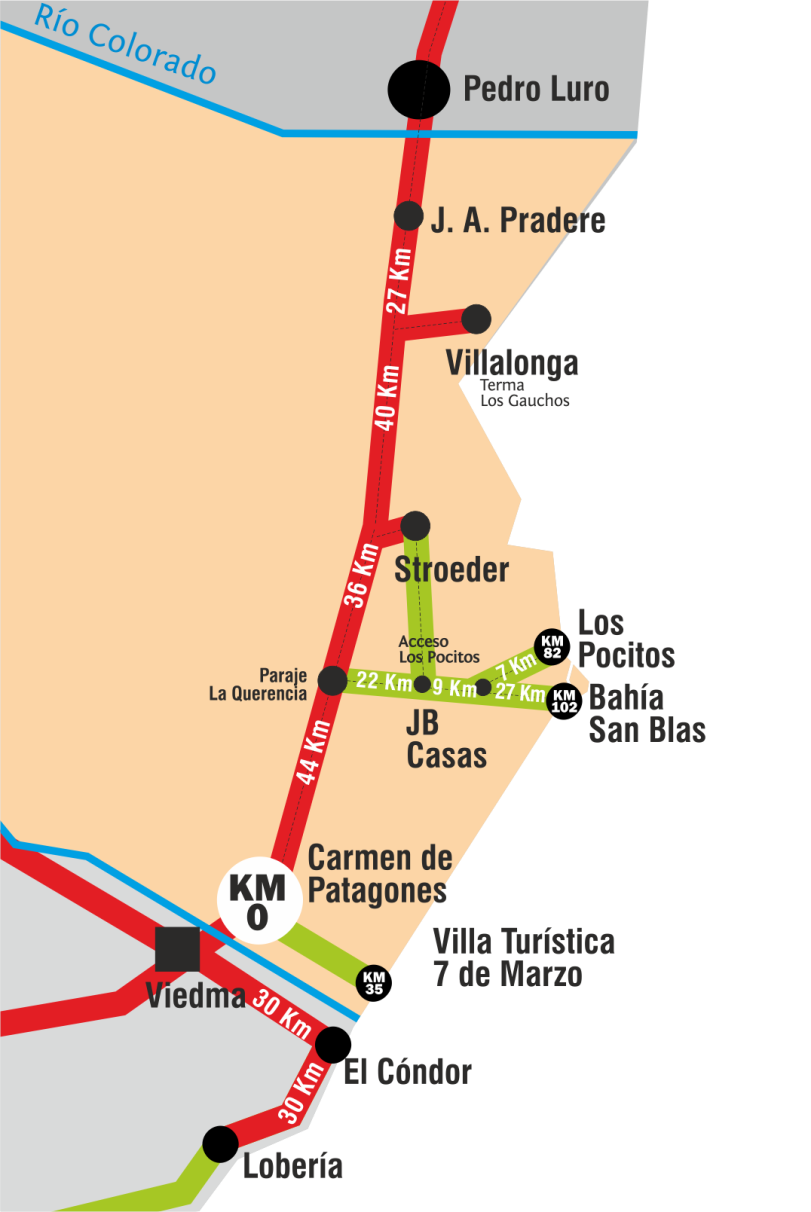 Río Colorado
Pedro Luro
J. A. Pradere
27 Km
Villalonga
Terma
Los Gauchos
40 Km
Stroeder
36 Km
Acceso
Los Pocitos
Los
Pocitos
KM
82
7 Km
Paraje
La Querencia
22 Km
9 Km
27 Km
KM
102
Bahía
San Blas
JB
Casas
44 Km
Carmen de
Patagones
KM
0
Villa Turística
7 de Marzo
KM
35
Viedma
30 Km
El Cóndor
30 Km
Lobería